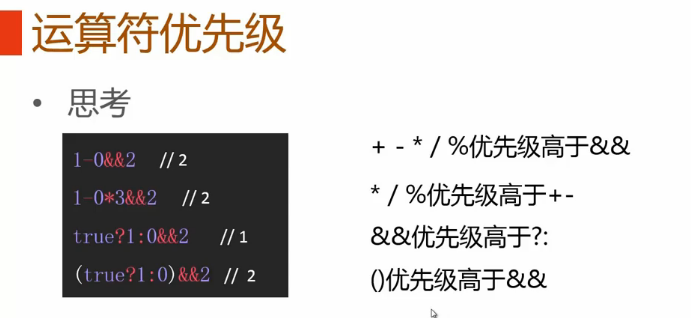 运算符优先级
• 思考
1-0&&2 // 2
1-0*3&&2 // 2
true?1:0&&2 // 1
(true?1:0)&&2 // 2
+ - * / %优先级高于&&
* / %优先级高于+-
&&优先级高于?:
()优先级高于&&